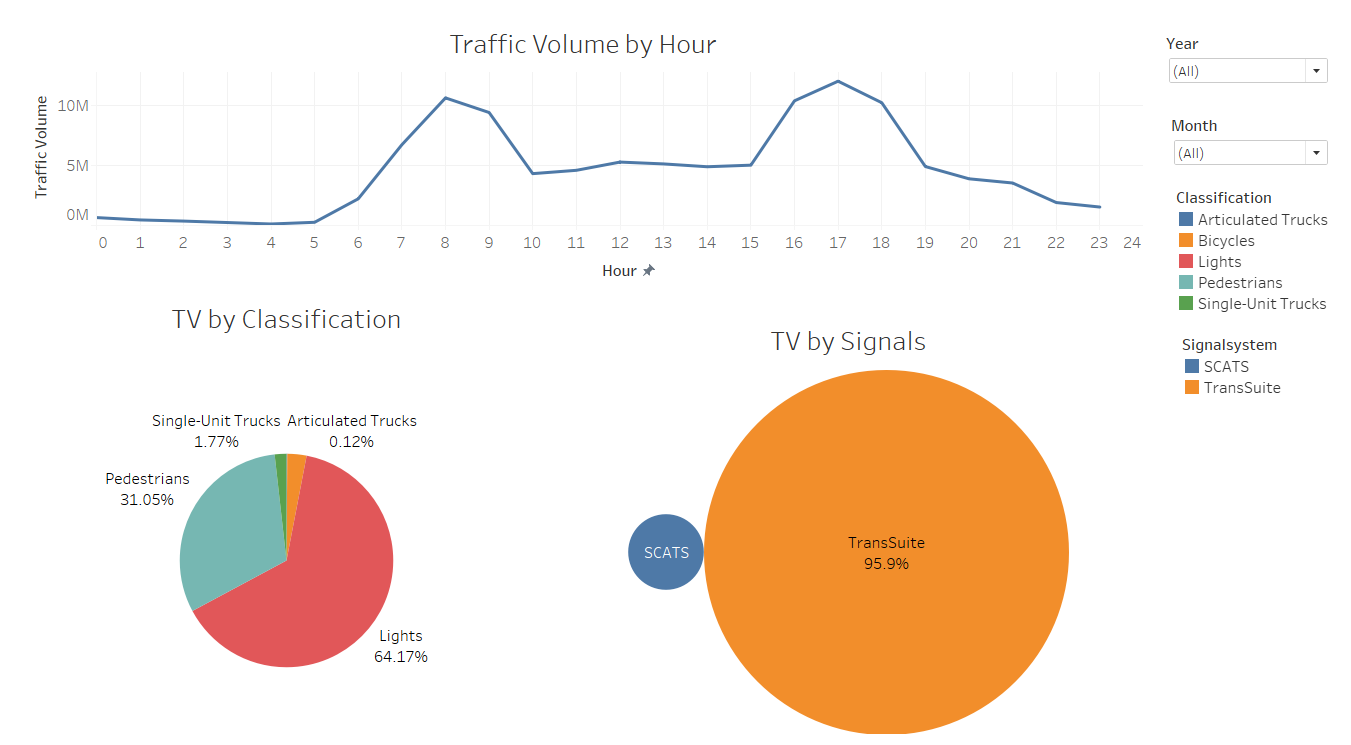 Traffic Volume by Hour
Traffic Volume
10M
5M
0M
0 1 2 3 4 5 6 7 8 9 10 11 12 13 14 15 16 17 18 19 20 21 22 23 24
Hour
Year
(All)
Month
(All)
Classification
Articulated Trucks
Bicycles
Lights
Pedestrians
Single-Unit Trucks
Signalsystem
SCATS
TransSuite
TV by Classification
Single-Unit Trucks
1.77%
Articulated Trucks
0.12%
Pedestrians
31.05%
Lights
64.17%
TV by Signals
SCATS
TransSuite
95.9%